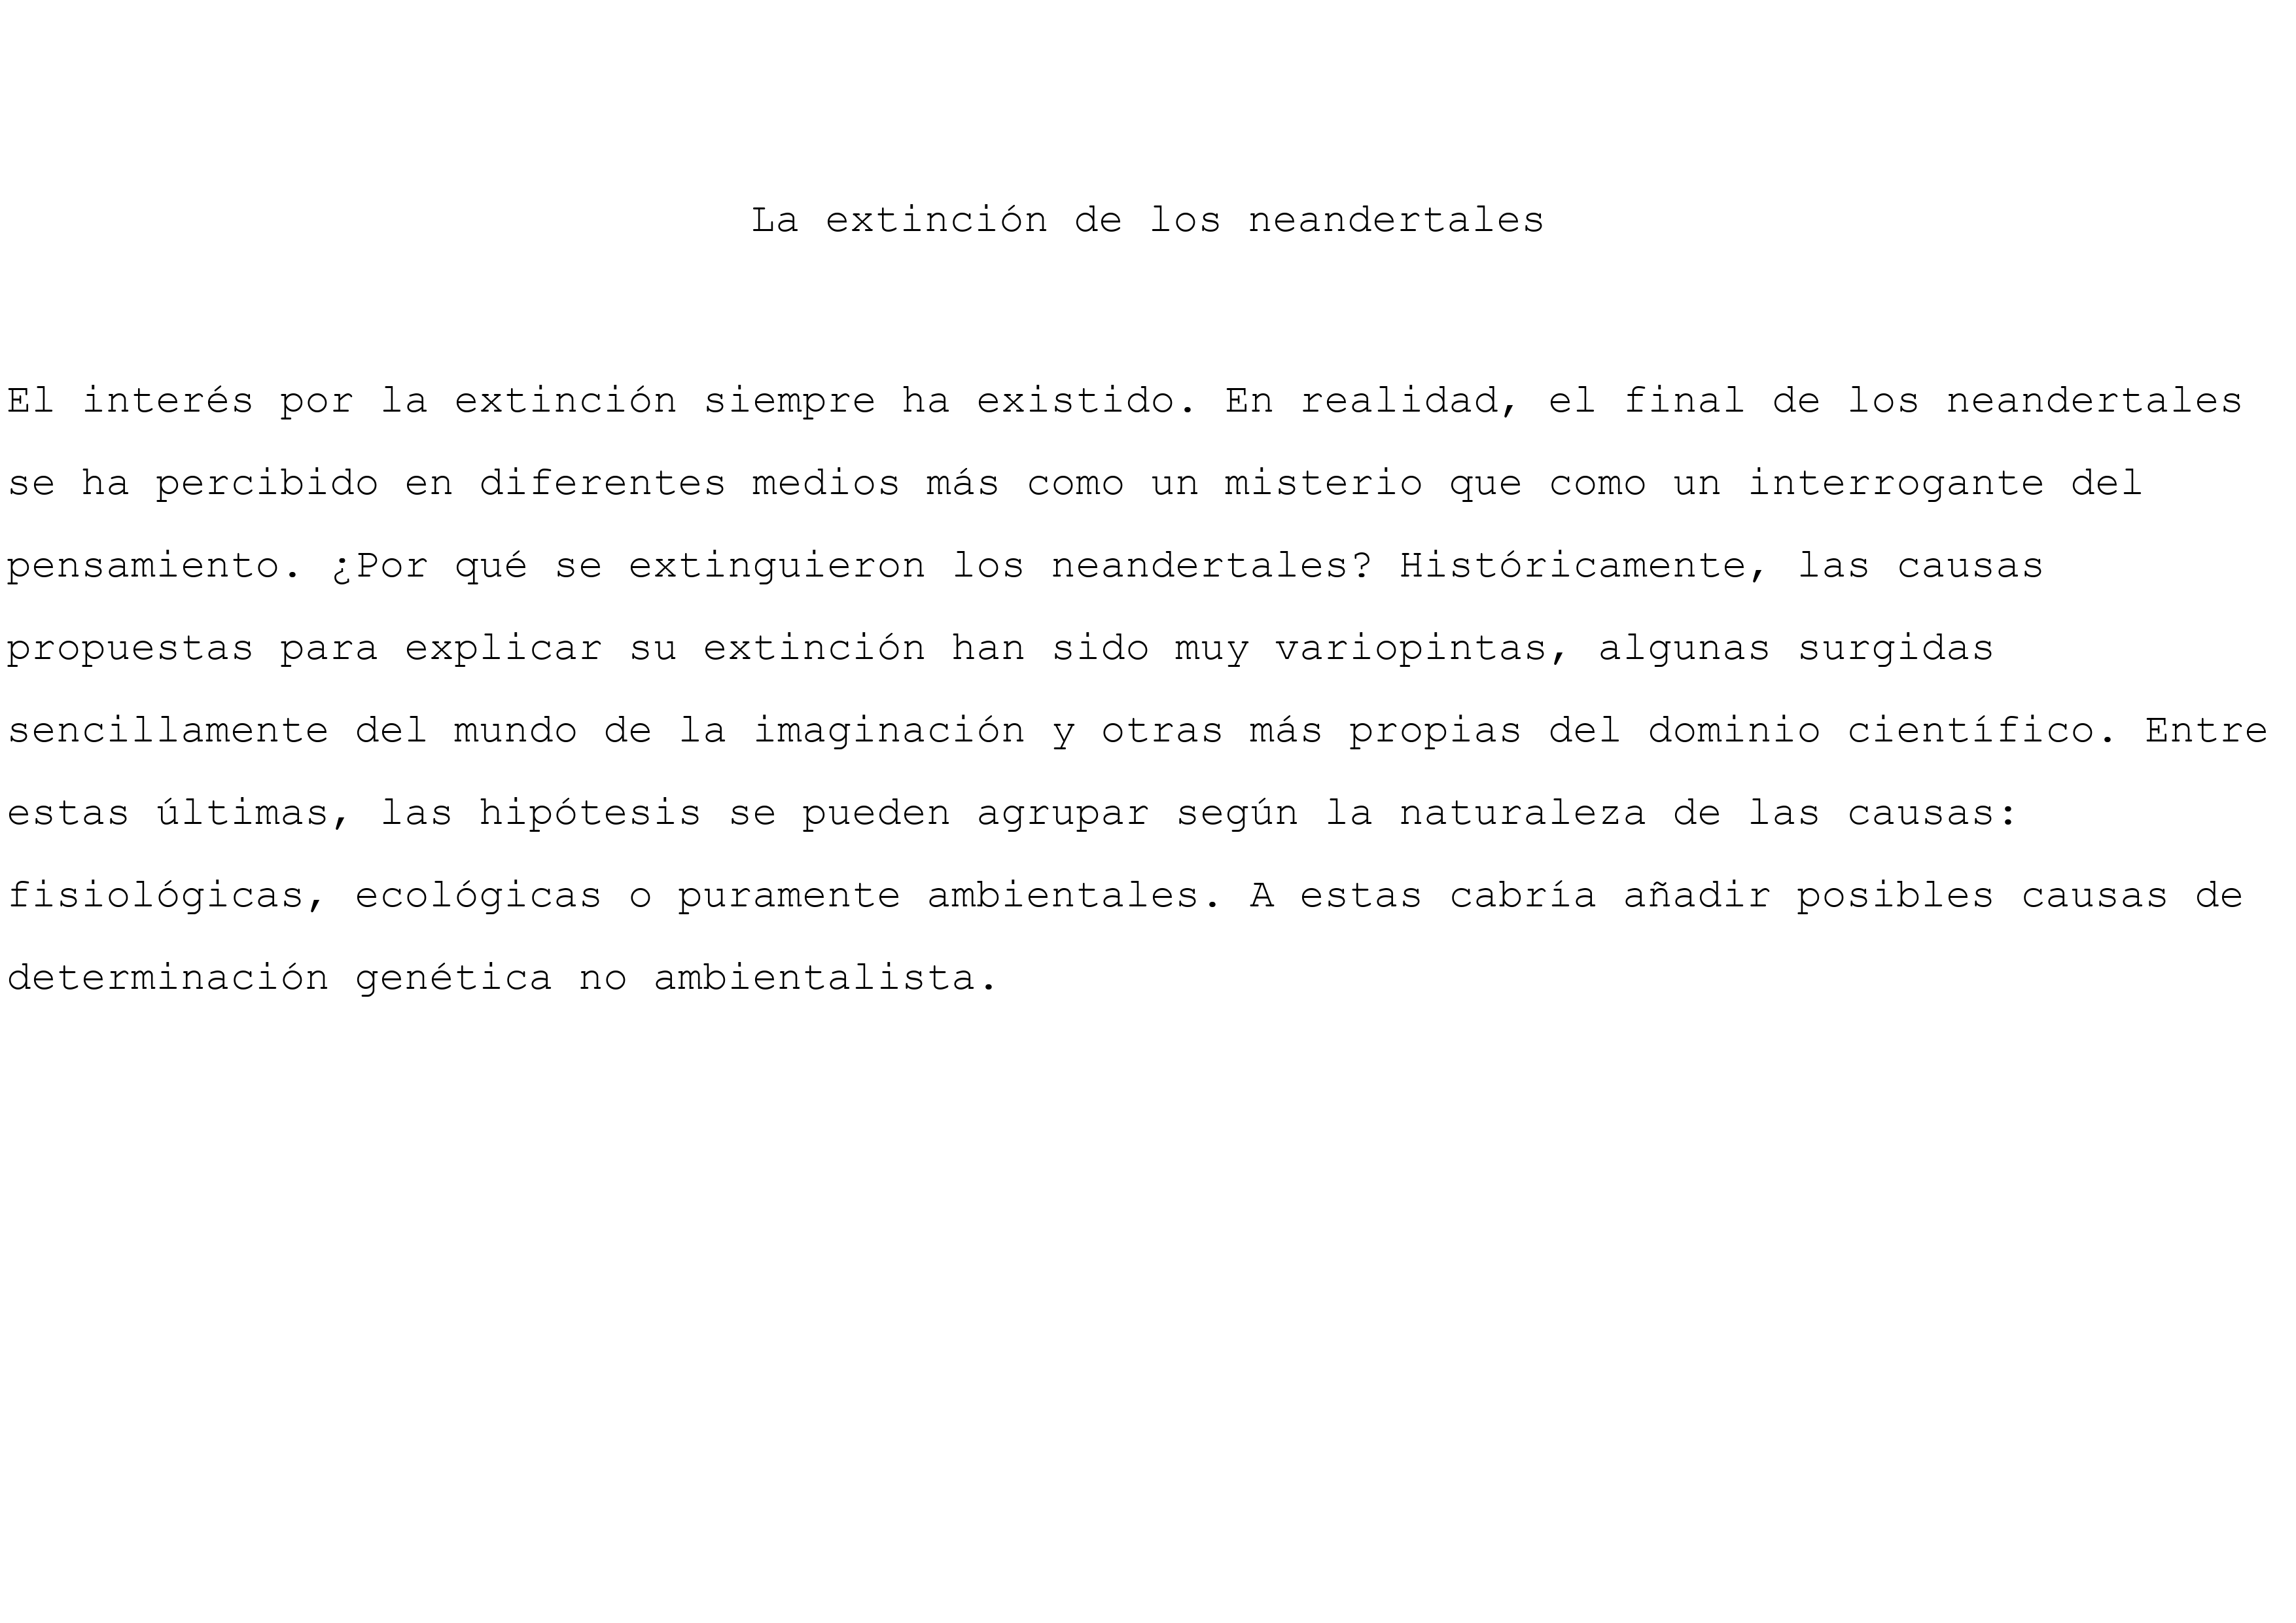 La extinción de los neandertales
El interés por la extinción siempre ha existido. En realidad, el final de los neandertales
se ha percibido en diferentes medios más como un misterio que como un interrogante del
pensamiento. ¿Por qué se extinguieron los neandertales? Históricamente, las causas
propuestas para explicar su extinción han sido muy variopintas, algunas surgidas
sencillamente del mundo de la imaginación y otras más propias del dominio científico. Entre
estas últimas, las hipótesis se pueden agrupar según la naturaleza de las causas:
fisiológicas, ecológicas o puramente ambientales. A estas cabría añadir posibles causas de
determinación genética no ambientalista.